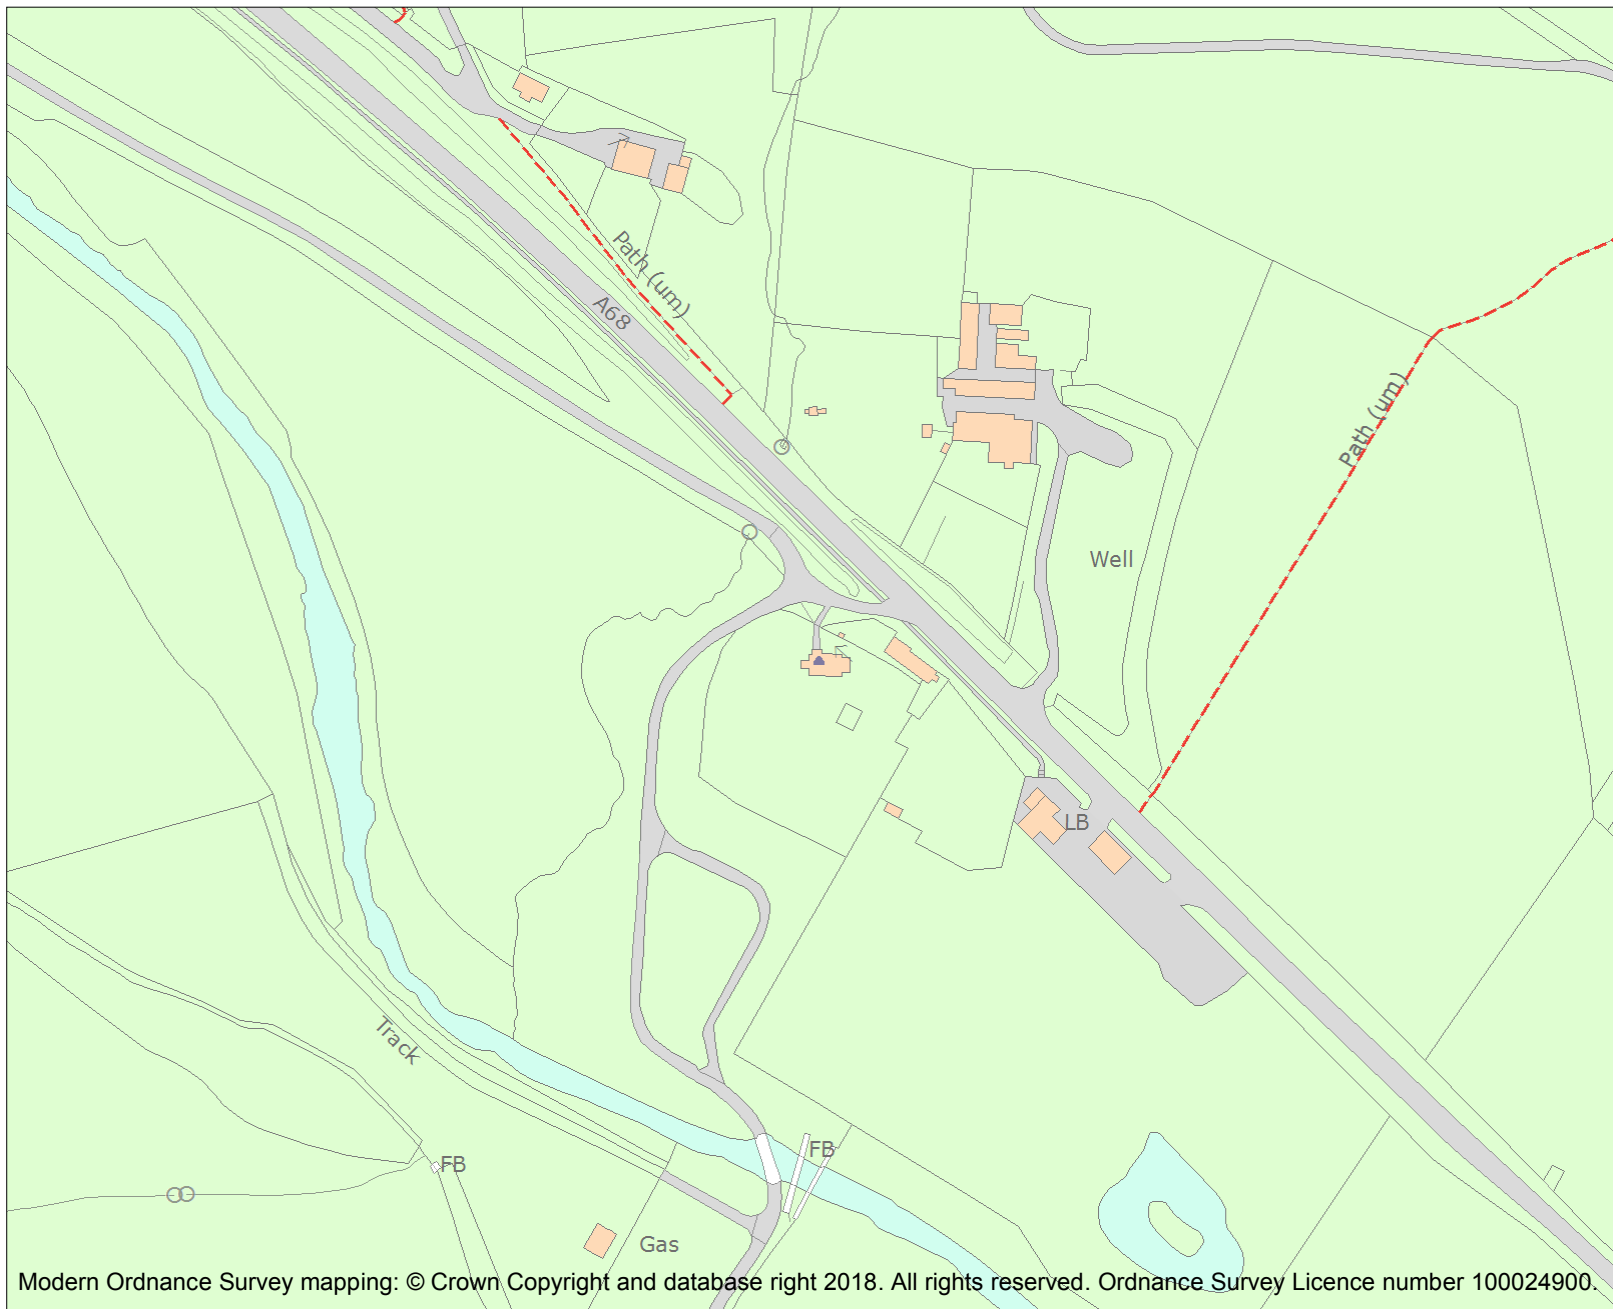 Path (um)
A68
Path (um)
Well
LB
Track
FB
FB
Gas
Modern Ordnance Survey mapping: © Crown Copyright and database right 2018. All rights reserved. Ordnance Survey Licence number 100024900.